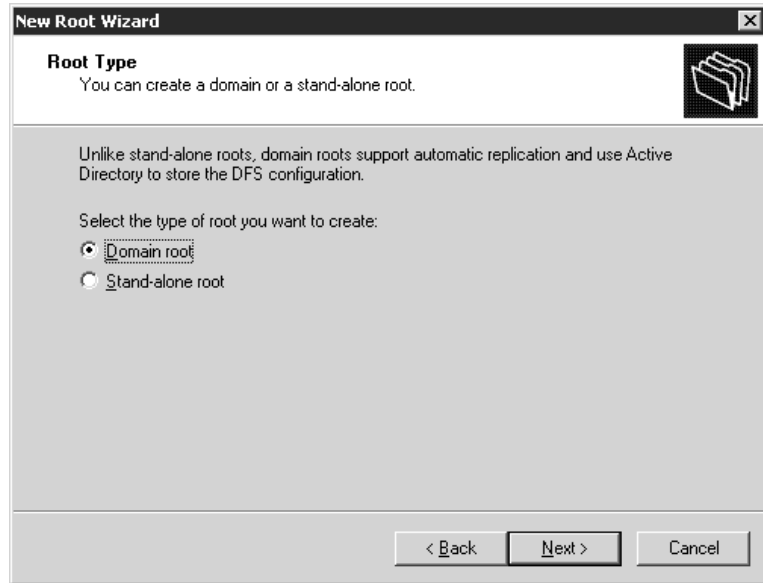 New Root Wizard
Root Type
You can create a domain or a stand-alone root.
Unlike stand-alone roots, domain roots support automatic replication and use Active
Directory to store the DFS configuration.
Select the type of root you want to create:
Domain root
Stand-alone root
< Back Next > Cancel